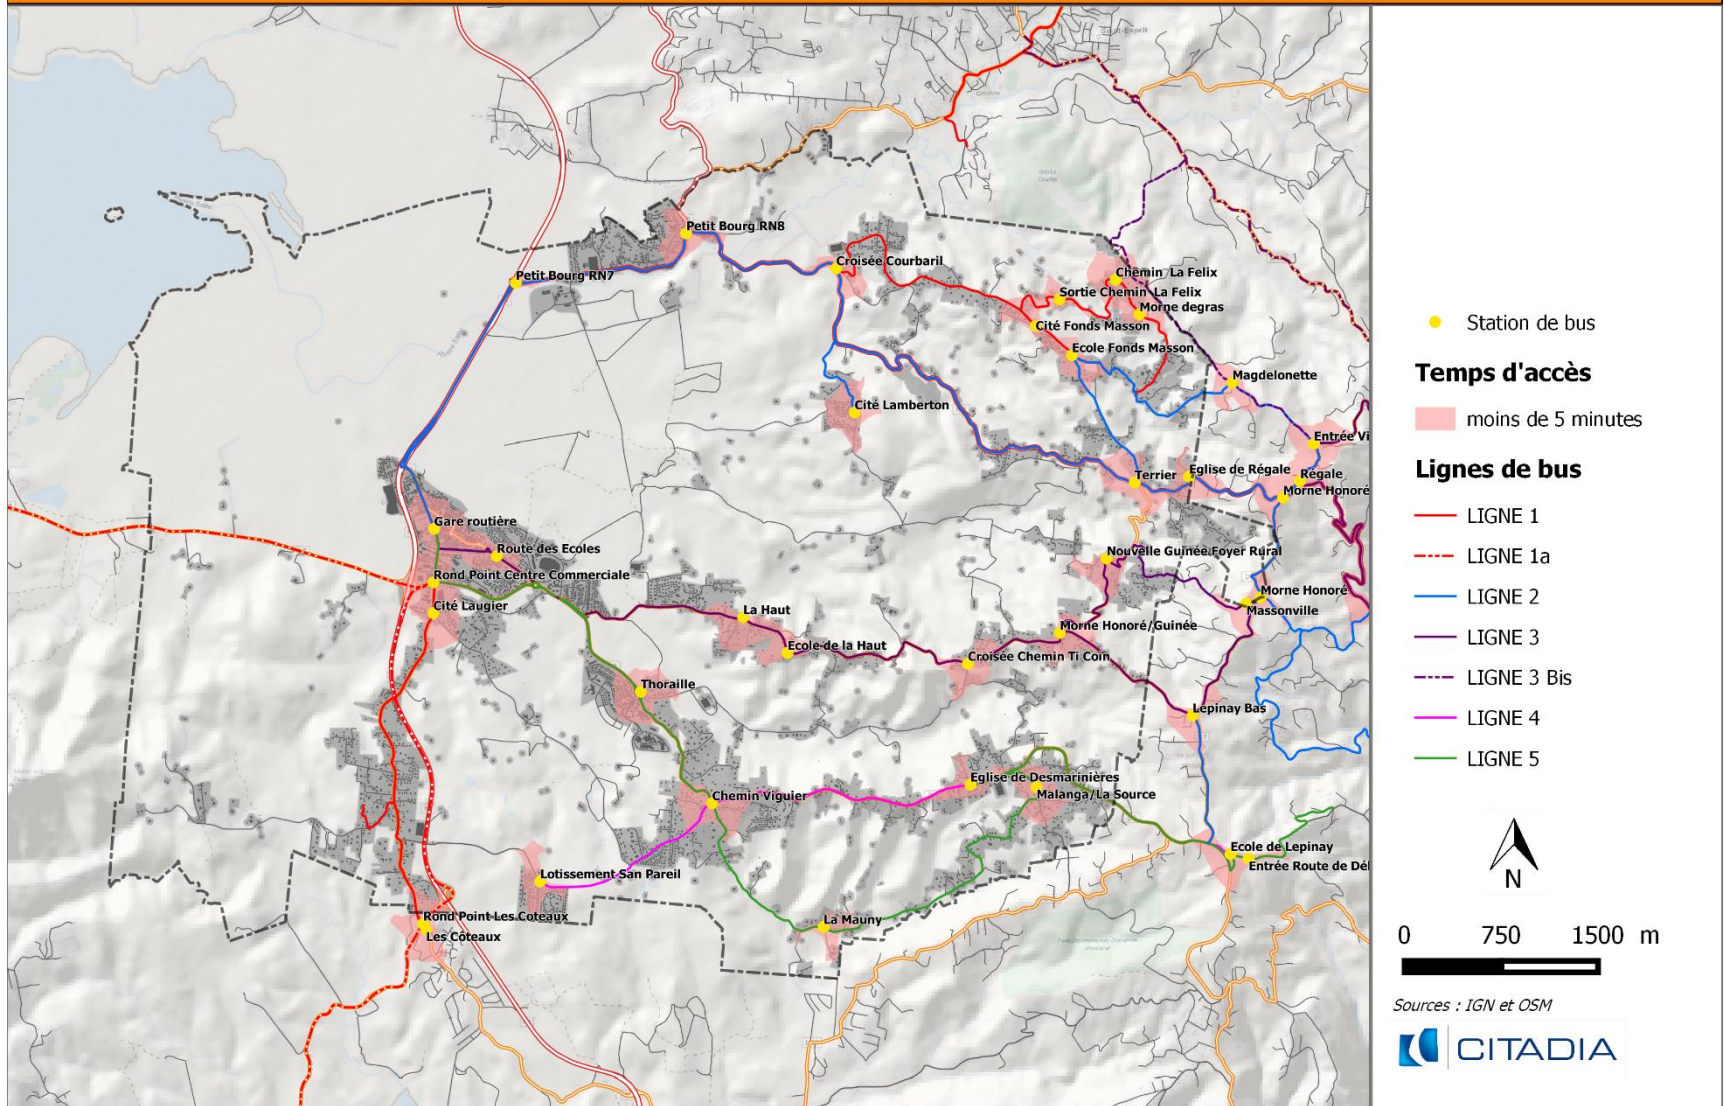 Petit Bourg RN8
Petit Bourg RN7
Croisée Courbaril
Chemin La Felix
Sortie Chemin La Felix
Morne degras
Cité Fonds Masson
Ecole Fonds Masson
Magdelonette
Cité Lamberton
Entrée Vi
Terrier
Eglise de Régale
Régale
Morne Honoré
Gare routière
Route des Ecoles
Nouvelle Guinée Foyer Rural
Rond Point Centre Commerciale
Cité Laugier
Morne Honoré
Massonville
La Haut
Morne Honoré/Guinée
Ecole de la Haut
Croisée Chemin Ti Coin
Thoraille
Lepinay Bas
Eglise de Desmarinières
Malanga/La Source
Chemin Viguier
Ecole de Lepinay
Entrée Route de Dél
Lotissement San Pareil
Rond Point Les Coteaux
La Mauny
Les Côteaux
Station de bus
Temps d'accès
moins de 5 minutes
Lignes de bus
LIGNE 1
LIGNE 1a
LIGNE 2
LIGNE 3
LIGNE 3 Bis
LIGNE 4
LIGNE 5
N
0 750 1500 m
Sources : IGN et OSM
CITADIA